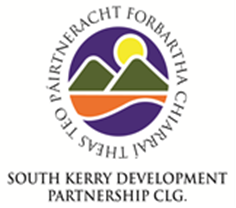 PÁIRTNERACHT FORBARTHA CHIARRAÍ THEAS TEO
SOUTH KERRY DEVELOPMENT
PARTNERSHIP CLG.